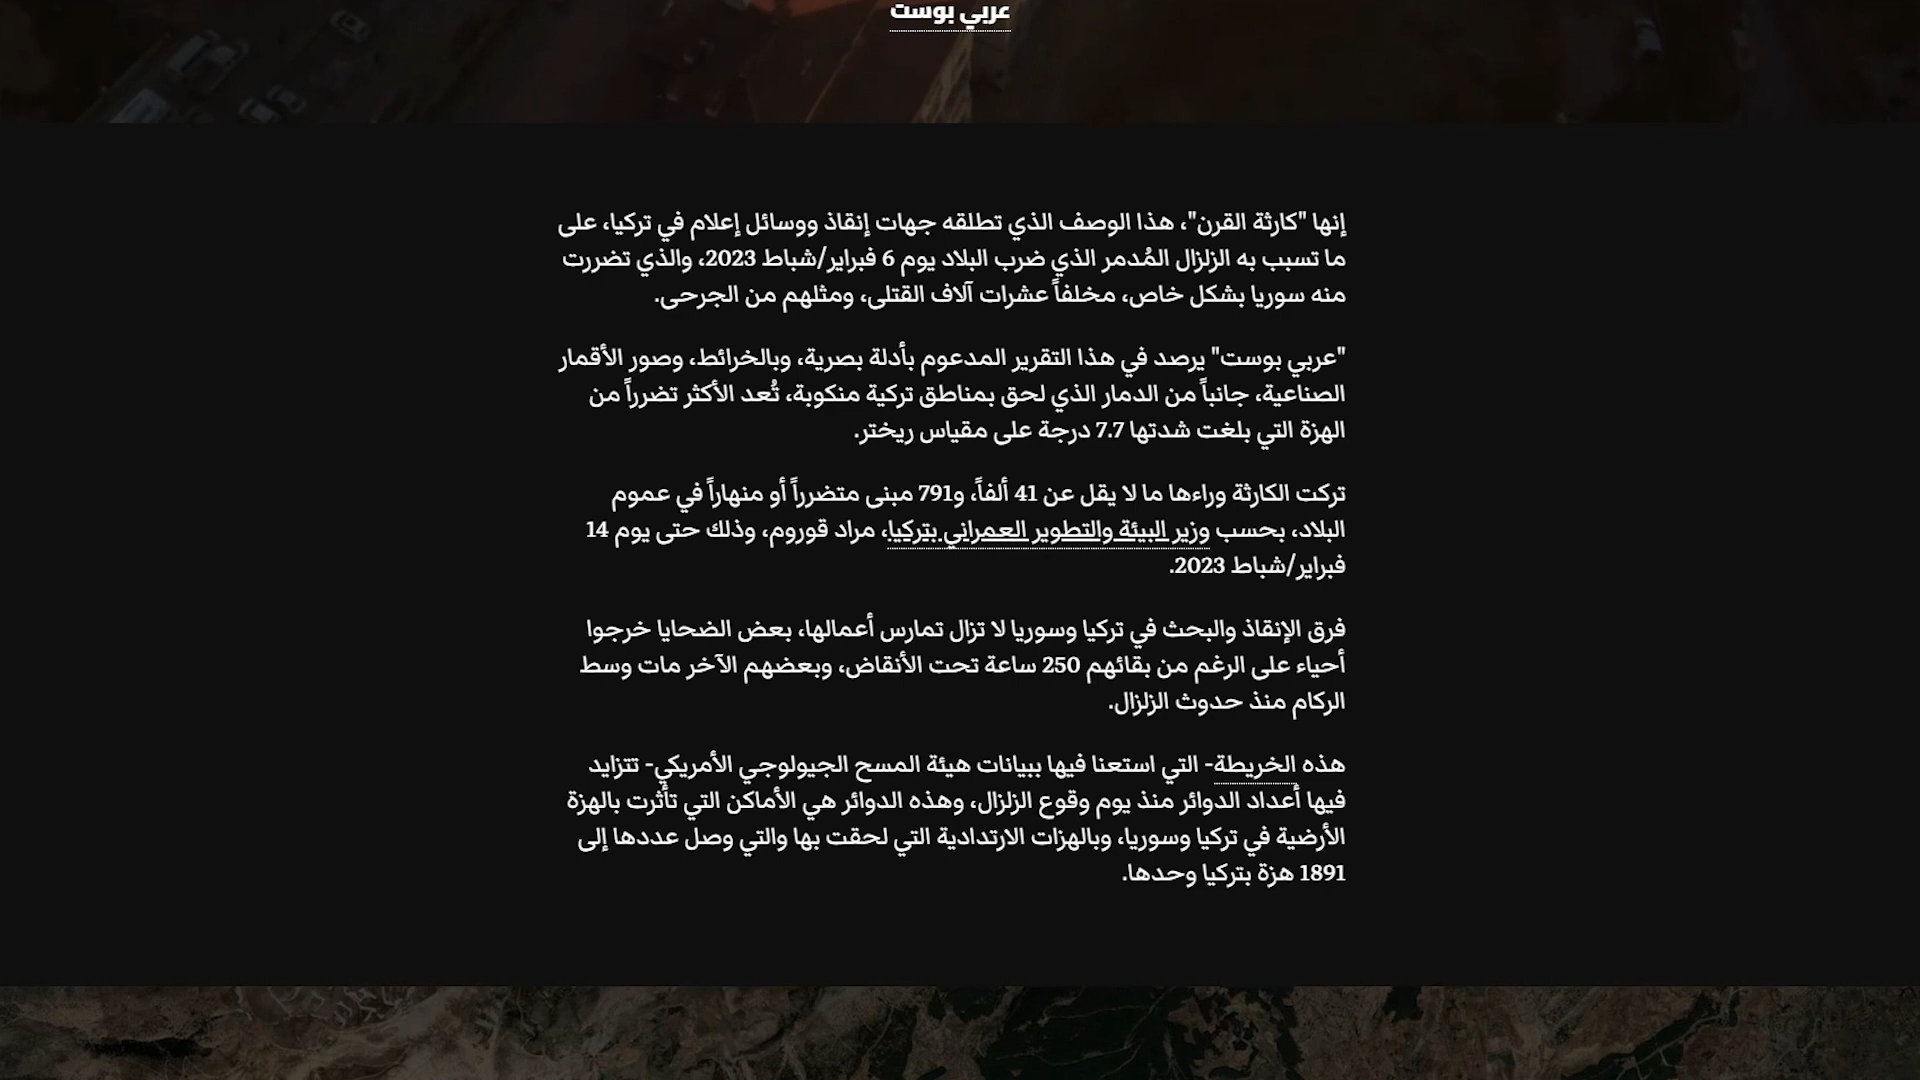 عربي بوست
إنها "كارثة القرن"، هذا الوصف الذي تطلقه جهات إنقاذ ووسائل إعلام في تركيا، على
ما تسبب به الزلزال المُدمر الذي ضرب البلاد يوم 6 فبراير/شباط 2023، والذي تضررت
منه سوريا بشكل خاص، مخلفاً عشرات آلاف القتلى، ومثلهم من الجرحى.
"عربي بوست" يرصد في هذا التقرير المدعوم بأدلة بصرية، وبالخرائط، وصور الأقمار
الصناعية، جانباً من الدمار الذي لحق بمناطق تركية منكوبة، تُعد الأكثر تضرراً من
الهزة التي بلغت شدتها 7.7 درجة على مقياس ريختر.
تركت الكارثة وراءها ما لا يقل عن 41 ألفاً، و791 مبنى متضرراً أو منهاراً في عموم
البلاد، بحسب وزير البيئة والتطوير العمراني بتركيا، مراد قوروم، وذلك حتى يوم 14
فبراير/شباط 2023.
فرق الإنقاذ والبحث في تركيا وسوريا لا تزال تمارس أعمالها، بعض الضحايا خرجوا
أحياء على الرغم من بقائهم 250 ساعة تحت الأنقاض، وبعضهم الآخر مات وسط
الركام منذ حدوث الزلزال.
هذه الخريطة- التي استعنا فيها ببيانات هيئة المسح الجيولوجي الأمريكي- تتزايد
فيها أعداد الدوائر منذ يوم وقوع الزلزال، وهذه الدوائر هي الأماكن التي تأثرت بالهزة
الأرضية في تركيا وسوريا، وبالهزات الارتدادية التي لحقت بها والتي وصل عددها إلى
1891 هزة بتركيا وحدها.